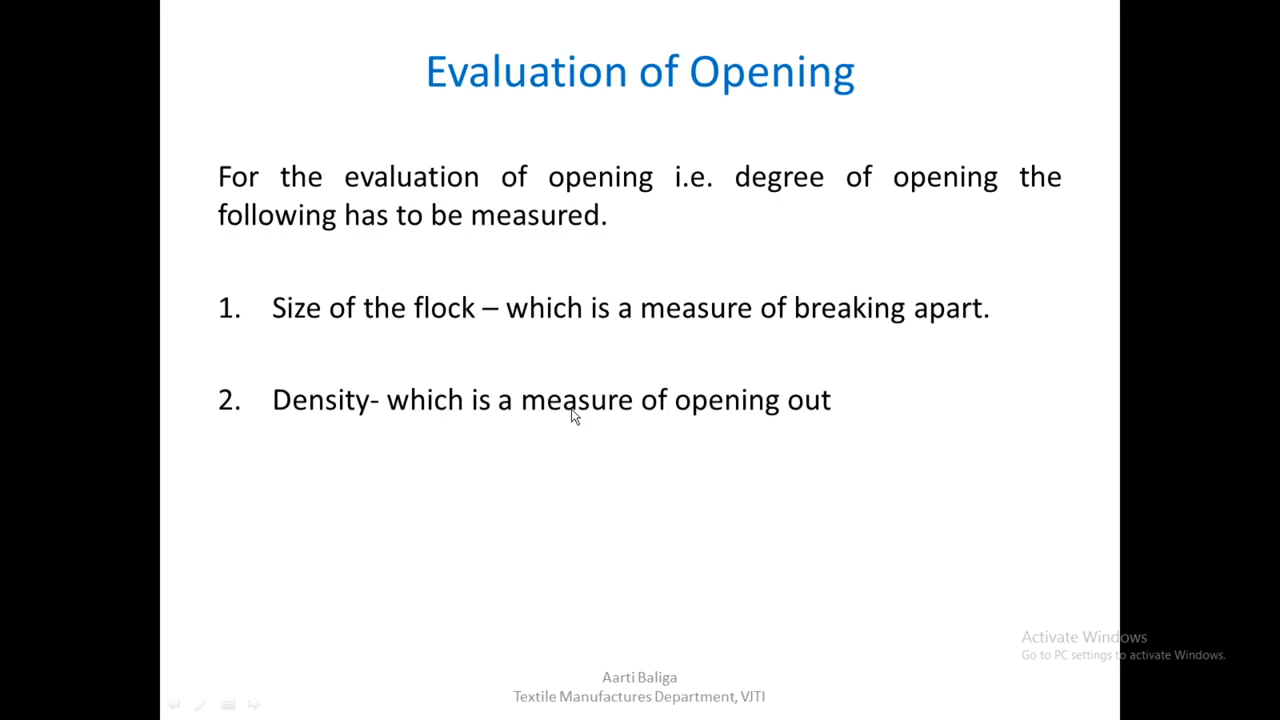 Evaluation of Opening
For the evaluation of opening i.e. degree of opening the
following has to be measured.
1. Size of the flock – which is a measure of breaking apart.
2. Density- which is a measure of opening out
Activate Windows
Go to PC settings to activate Windows.
Aarti Baliga
Textile Manufactures Department, VJTI